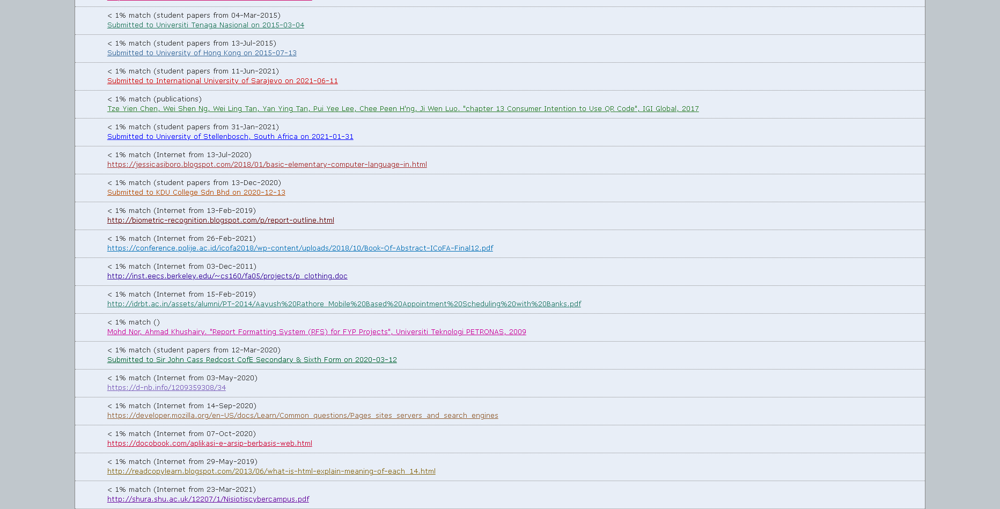 < 1% match (student papers from 04-Mar-2015)
Submitted to Universiti Tenaga Nasional on 2015-03-04
< 1% match (student papers from 13-Jul-2015)
Submitted to University of Hong Kong on 2015-07-13
< 1% match (student papers from 11-Jun-2021)
Submitted to International University of Sarajevo on 2021-06-11
< 1% match (publications)
Tze Yien Chen, Wei Shen Ng, Wei Ling Tan, Yan Ying Tan, Pui Yee Lee, Chee Peen H'ng, Ji Wen Luo. "chapter 13 Consumer Intention to Use QR Code", IGI Global, 2017
< 1% match (student papers from 31-Jan-2021)
Submitted to University of Stellenbosch, South Africa on 2021-01-31
< 1% match (Internet from 13-Jul-2020)
https://jessicasiboro.blogspot.com/2018/01/basic-elementary-computer-language-in.html
< 1% match (student papers from 13-Dec-2020)
Submitted to KDU College Sdn Bhd on 2020-12-13
< 1% match (Internet from 13-Feb-2019)
http://biometric-recognition.blogspot.com/p/report-outline.html
< 1% match (Internet from 26-Feb-2021)
https://conference.polije.ac.id/icofa2018/wp-content/uploads/2018/10/Book-Of-Abstract-ICoFA-Final12.pdf
< 1% match (Internet from 03-Dec-2011)
http://inst.eecs.berkeley.edu/~cs160/fa05/projects/p_clothing.doc
< 1% match (Internet from 15-Feb-2019)
http://idrbt.ac.in/assets/alumni/PT-2014/Aayush%20Rathore_Mobile%20Based%20Appointment%20Scheduling%20with%20Banks.pdf
< 1% match ()
Mohd Nor, Ahmad Khushairy. "Report Formatting System (RFS) for FYP Projects", Universiti Teknologi PETRONAS, 2009
< 1% match (student papers from 12-Mar-2020)
Submitted to Sir John Cass Redcost CofE Secondary & Sixth Form on 2020-03-12
< 1% match (Internet from 03-May-2020)
https://d-nb.info/1209359308/34
< 1% match (Internet from 14-Sep-2020)
https://developer.mozilla.org/en-US/docs/Learn/Common_questions/Pages_sites_servers_and_search_engines
< 1% match (Internet from 07-Oct-2020)
https://docobook.com/aplikasi-e-arsip-berbasis-web.html
< 1% match (Internet from 29-May-2019)
http://readcopylearn.blogspot.com/2013/06/what-is-html-explain-meaning-of-each_14.html
< 1% match (Internet from 23-Mar-2021)
http://shura.shu.ac.uk/12207/1/Nisiotiscybercampus.pdf